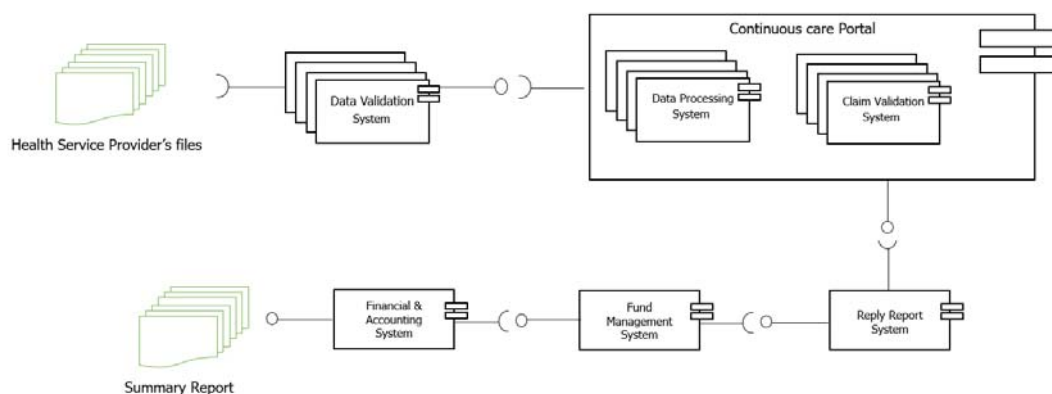 Continuous care Portal
Data Validation
System
Data Processing
System
Claim Validation
System
Health Service Provider's files
Financial &
Accounting
System
Fund
Management
System
Reply Report
System
Summary Report